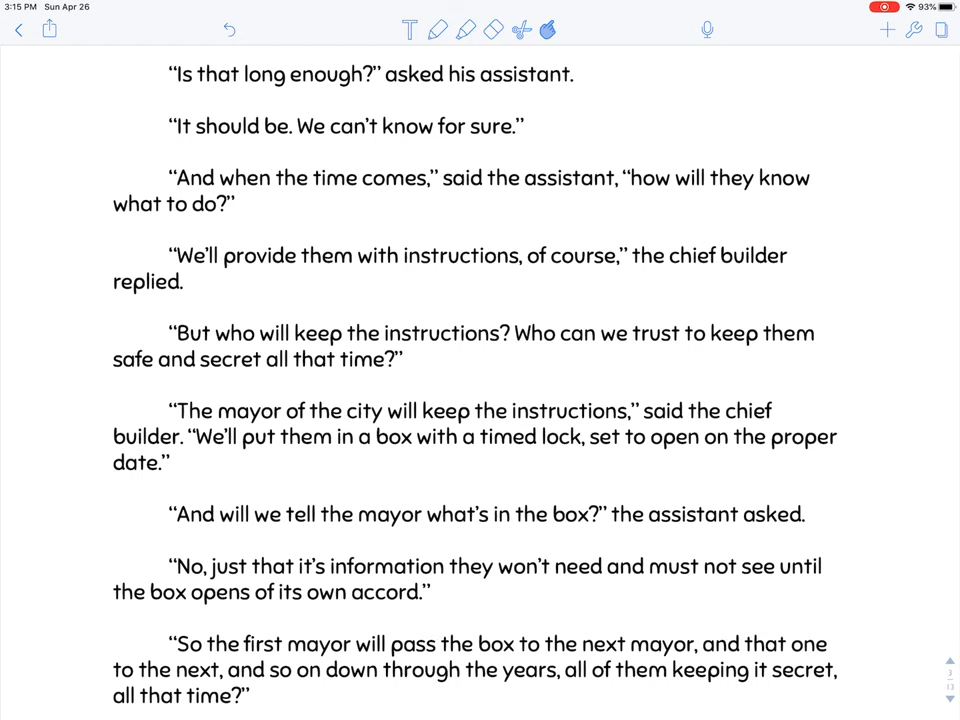 3:15 PM Sun Apr 26
93%
T
“Is that long enough?” asked his assistant.
“It should be. We can’t know for sure.”
“And when the time comes,” said the assistant, “how will they know
what to do?”
“We’ll provide them with instructions, of course,” the chief builder
replied.
“But who will keep the instructions? Who can we trust to keep them
safe and secret all that time?”
“The mayor of the city will keep the instructions,” said the chief
builder. “We’ll put them in a box with a timed lock, set to open on the proper
date.”
“And will we tell the mayor what’s in the box?” the assistant asked.
“No, just that it’s information they won’t need and must not see until
the box opens of its own accord.”
“So the first mayor will pass the box to the next mayor, and that one
to the next, and so on down through the years, all of them keeping it secret,
all that time?”
3
13